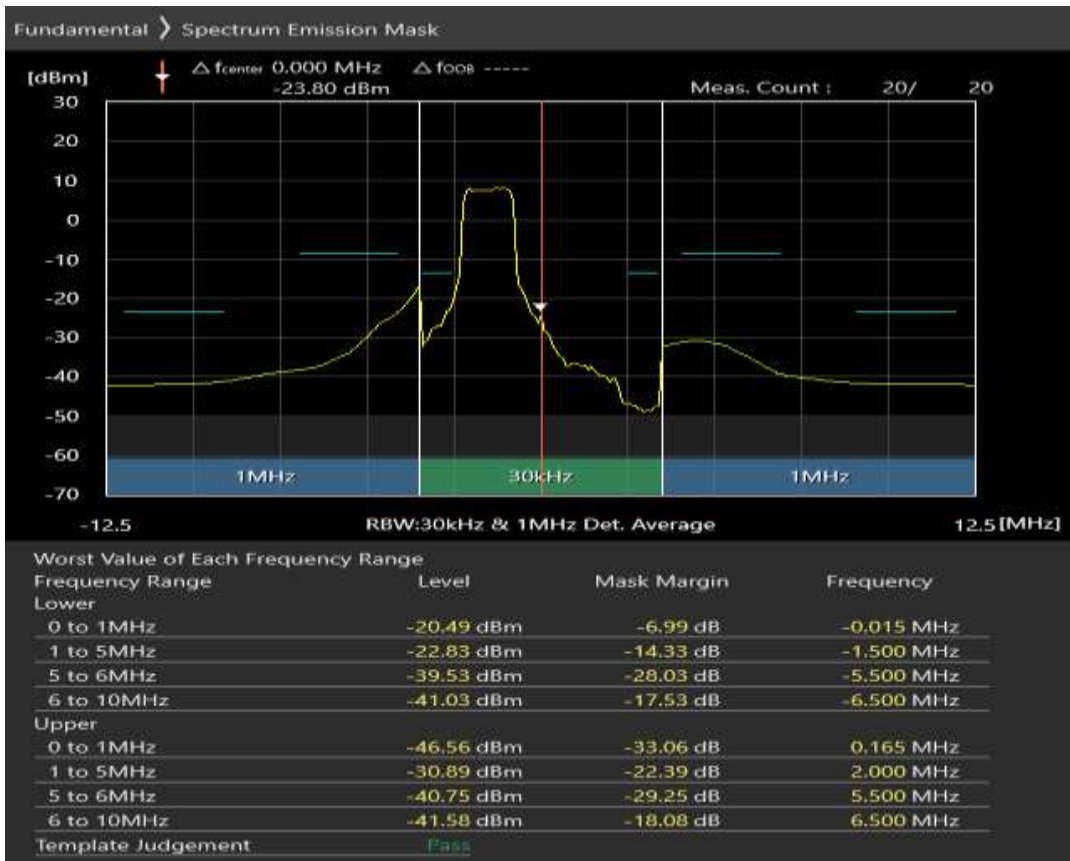 Fundamental ❭ Spectrum Emission Mask
[dBm]
△ fcenter 0.000 MHz △ fOOB -----
-23.80 dBm
Meas. Count : 20/ 20
30
20
10
0
-10
-20
-30
-40
-50
-60
-70
1MHz 30kHz 1MHz
-12.5 RBW:30kHz & 1MHz Det. Average 12.5 [MHz]
Worst Value of Each Frequency Range
Frequency Range Level Mask Margin Frequency
Lower
0 to 1MHz -20.49 dBm -6.99 dB -0.015 MHz
1 to 5MHz -22.83 dBm -14.33 dB -1.500 MHz
5 to 6MHz -39.53 dBm -28.03 dB -5.500 MHz
6 to 10MHz -41.03 dBm -17.53 dB -6.500 MHz
Upper
0 to 1MHz -46.56 dBm -33.06 dB 0.165 MHz
1 to 5MHz -30.89 dBm -22.39 dB 2.000 MHz
5 to 6MHz -40.75 dBm -29.25 dB 5.500 MHz
6 to 10MHz -41.58 dBm -18.08 dB 6.500 MHz
Template Judgement Pass